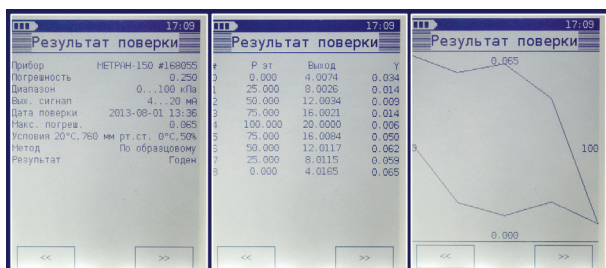 17:09
Результат поверки
Прибор МЕТРАН-150 #168055
Погрешность 0.250
Диапазон 0...100 кПа
Вых. сигнал 4...20 мА
Дата поверки 2013-08-01 13:36
Макс. погреш. 0.065
Условия 20°C,760 мм рт.ст. 0°C,50%
Метод По образцовому
Результат Годен
<< >>
17:09
Результат поверки
# P эт Выход Y
0 0.000 4.0074 0.034
1 25.000 8.0026 0.014
2 50.000 12.0034 0.009
3 75.000 16.0021 0.014
4 100.000 20.0000 0.006
5 75.000 16.0084 0.050
6 50.000 12.0117 0.062
7 25.000 8.0115 0.059
8 0.000 4.0165 0.065
<< >>
17:09
Результат поверки
0.065
0 100
0.000
<< >>